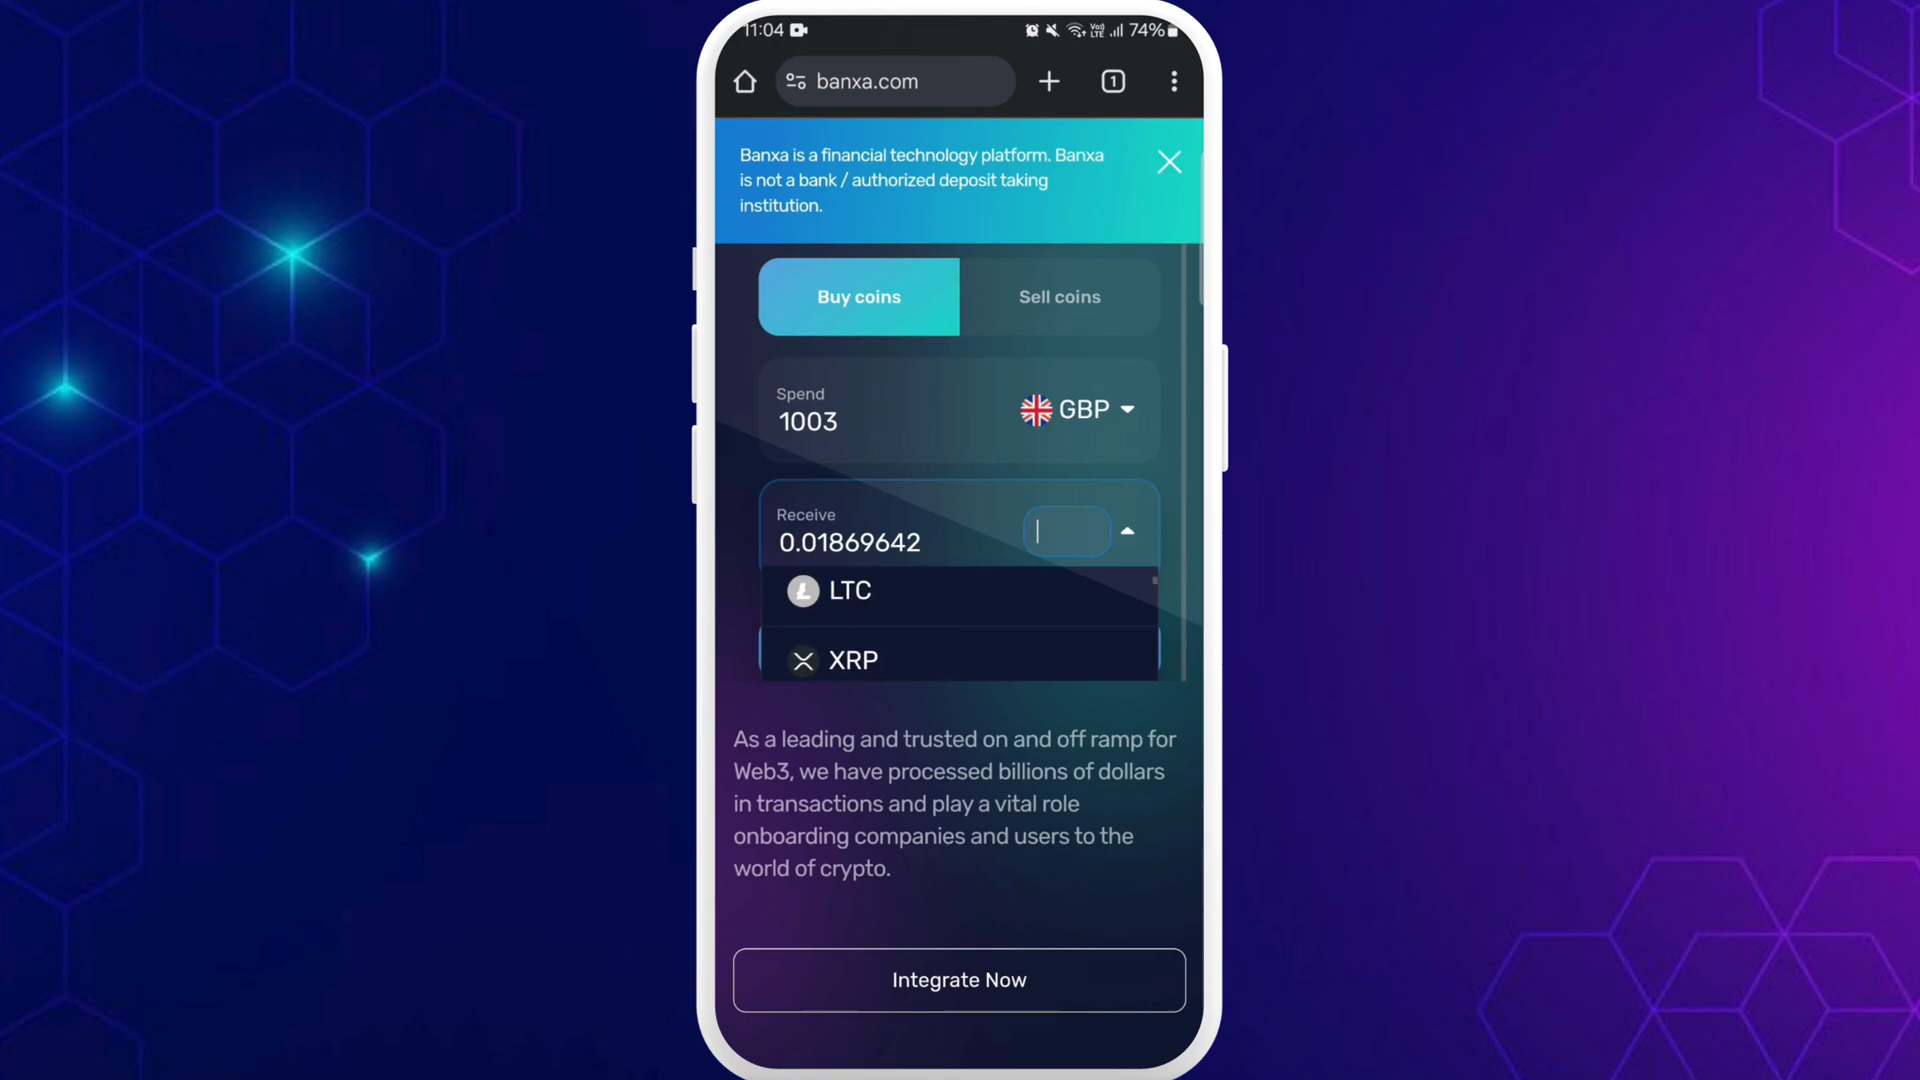 11:04
Vo)) LTE 74%
banxa.com
1
Banxa is a financial technology platform. Banxa
is not a bank / authorized deposit taking
institution.
Buy coins
Sell coins
Spend
1003
GBP
Receive
0.01869642
LTC
XRP
As a leading and trusted on and off ramp for
Web3, we have processed billions of dollars
in transactions and play a vital role
onboarding companies and users to the
world of crypto.
Integrate Now